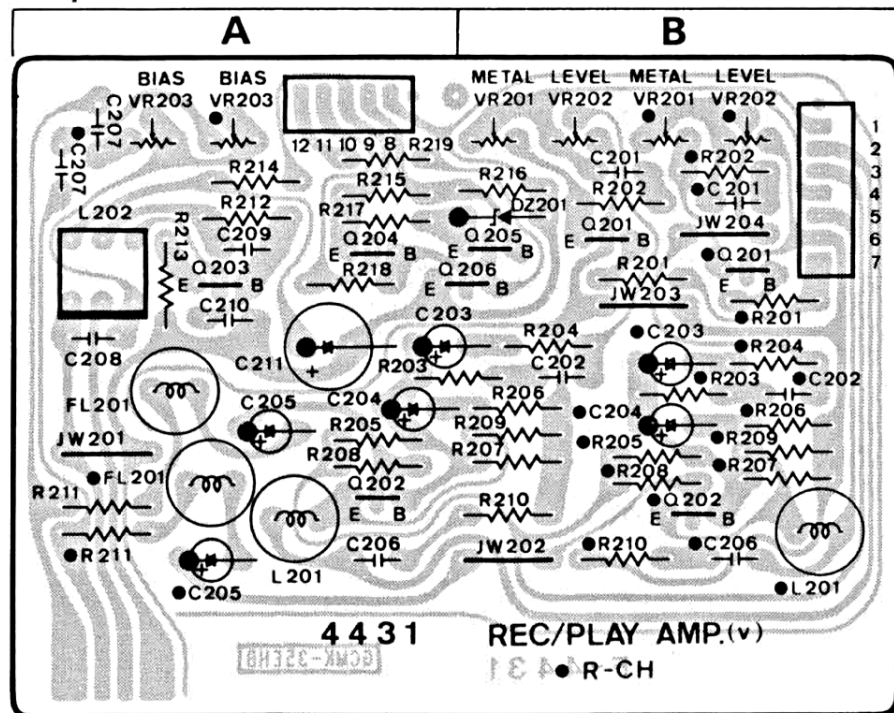 A B
BIAS BIAS METAL LEVEL METAL LEVEL
VR203 ●VR203 VR201 VR202 ●VR201 ●VR202
C207
●C207
12 11 10 9 8 R219
1
2
3
4
5
6
7
R214 R215 R216 C201 ●R202
L202 R212 R217 DZ201 R202 ●C201
R213 C209 Q204 Q205 Q201 JW204
E B E B E B
Q203 R218 Q206 R201 ●Q201
E B E B E B
C210 JW203
C203 ●R201
C208 C211 + R203 + R204 ●C203 ●R204
C202 + ●R203 ●C202
FL201 C205 C204 R206 ●C204 ●R206
+ + R205 R209 ●R205 + ●R209
JW201 R208 R207 ●R208 ●R207
●FL201 Q202 ●Q202
R211 E B R210 E B
●R211 C206 JW202 ●R210 ●C206
+ L201 ●L201
●C205
4431 REC/PLAY AMP.(v)
GCWK-35EHB 5-4431
● R-CH